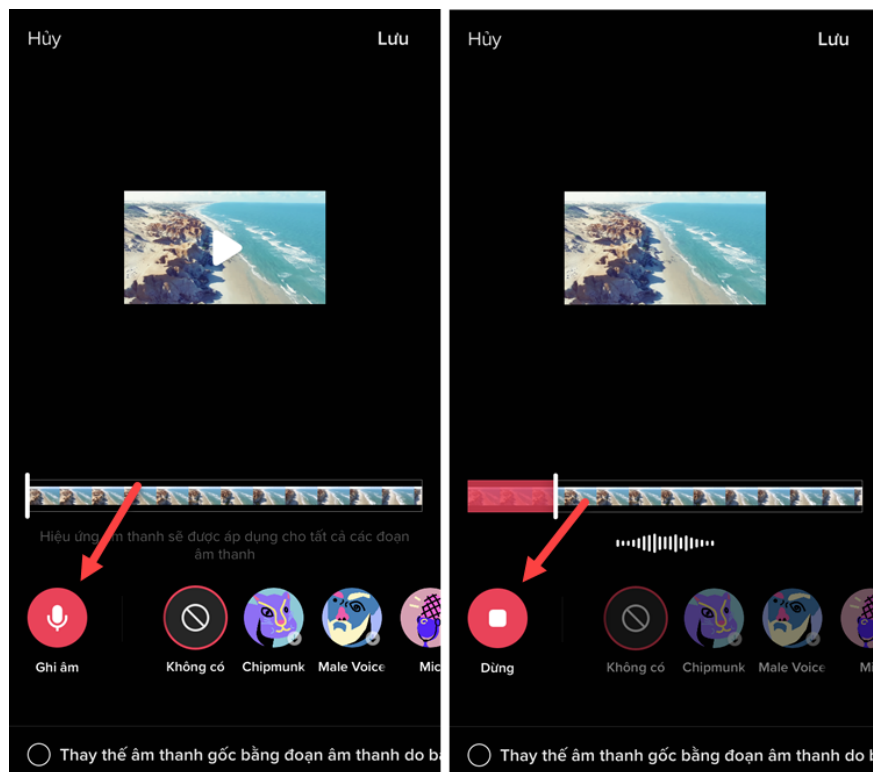 Hủy
Lưu
Hiệu ứng âm thanh sẽ được áp dụng cho tất cả các đoạn
âm thanh
Ghi âm
Không có
Chipmunk
Male Voice
Mic
Thay thế âm thanh gốc bằng đoạn âm thanh do
Hủy
Lưu
Dừng
Không có
Chipmunk
Male Voice
Thay thế âm thanh gốc bằng đoạn âm thanh do